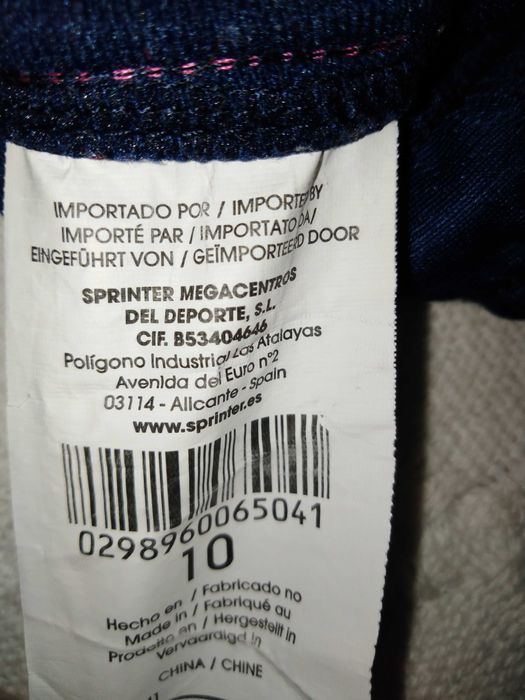 IMPORTADO POR / IMPORTED BY
IMPORTÉ PAR / IMPORTATO DA/
EINGEFÜHRT VON / GEÏMPORTEERD DOOR
SPRINTER MEGACENTROS
DEL DEPORTE, S.L.
CIF. B53404646
Polígono Industrial Las Atalayas
Avenida del Euro nº2
03114 - Alicante - Spain
www.sprinter.es
0298960065041
10
Hecho en / Fabricado no
Made in / Fabriqué au
Prodotto en / Hergestellt in
Vervaardigd in
CHINA / CHINE